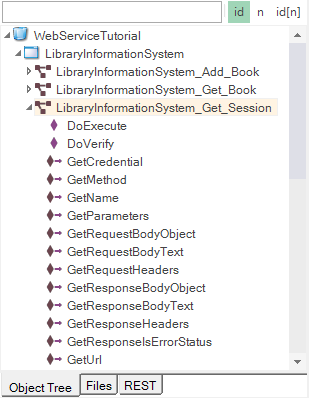 id n id[n]
WebServiceTutorial
LibraryInformationSystem
LibraryInformationSystem_Add_Book
LibraryInformationSystem_Get_Book
LibraryInformationSystem_Get_Session
DoExecute
DoVerify
GetCredential
GetMethod
GetName
GetParameters
GetRequestBodyObject
GetRequestBodyText
GetRequestHeaders
GetResponseBodyObject
GetResponseBodyText
GetResponseHeaders
GetResponseIsErrorStatus
GetUrl
Object Tree Files REST